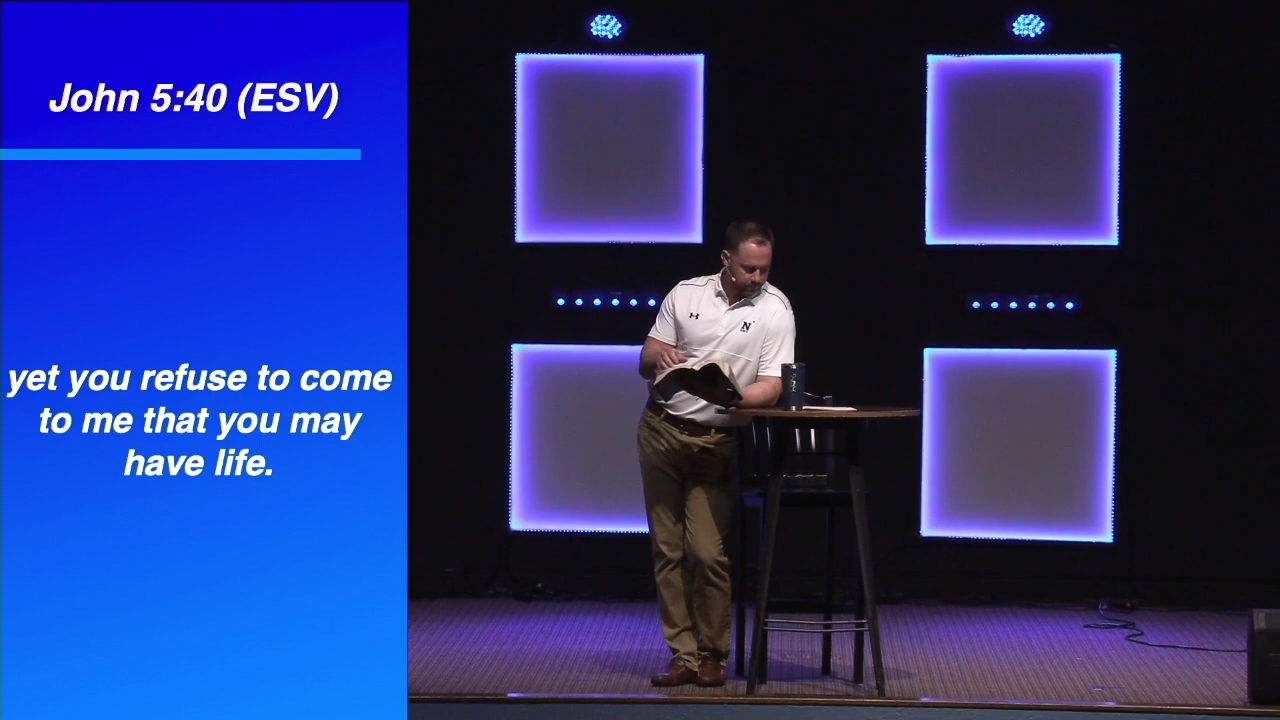 John 5:40 (ESV)
yet you refuse to come
to me that you may
have life.
N